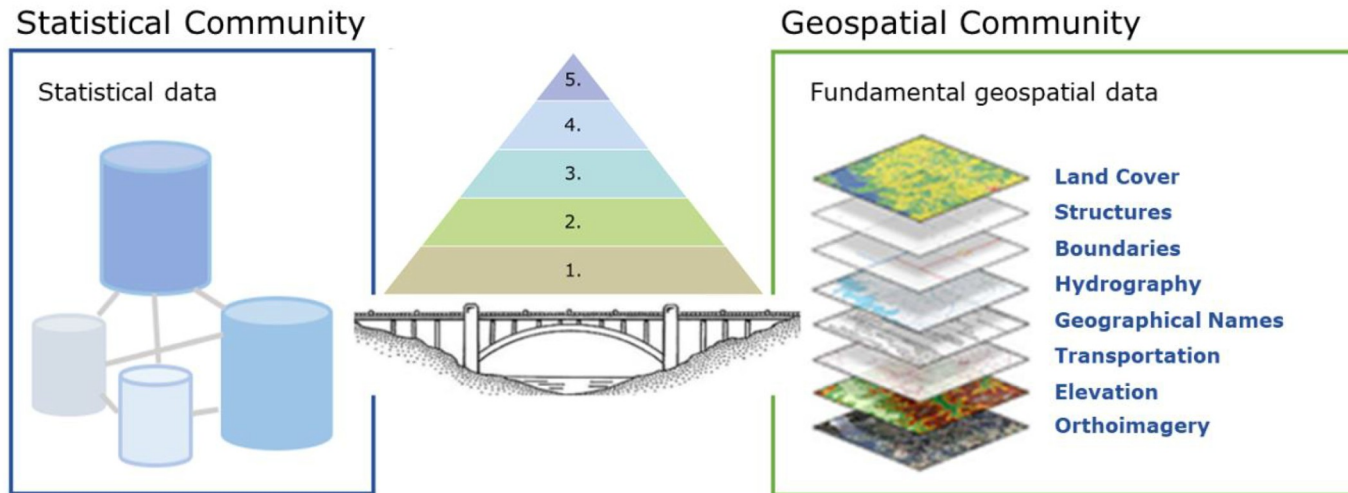 Statistical Community
Statistical data
5.
4.
3.
2.
1.
Geospatial Community
Fundamental geospatial data
Land Cover
Structures
Boundaries
Hydrography
Geographical Names
Transportation
Elevation
Orthoimagery